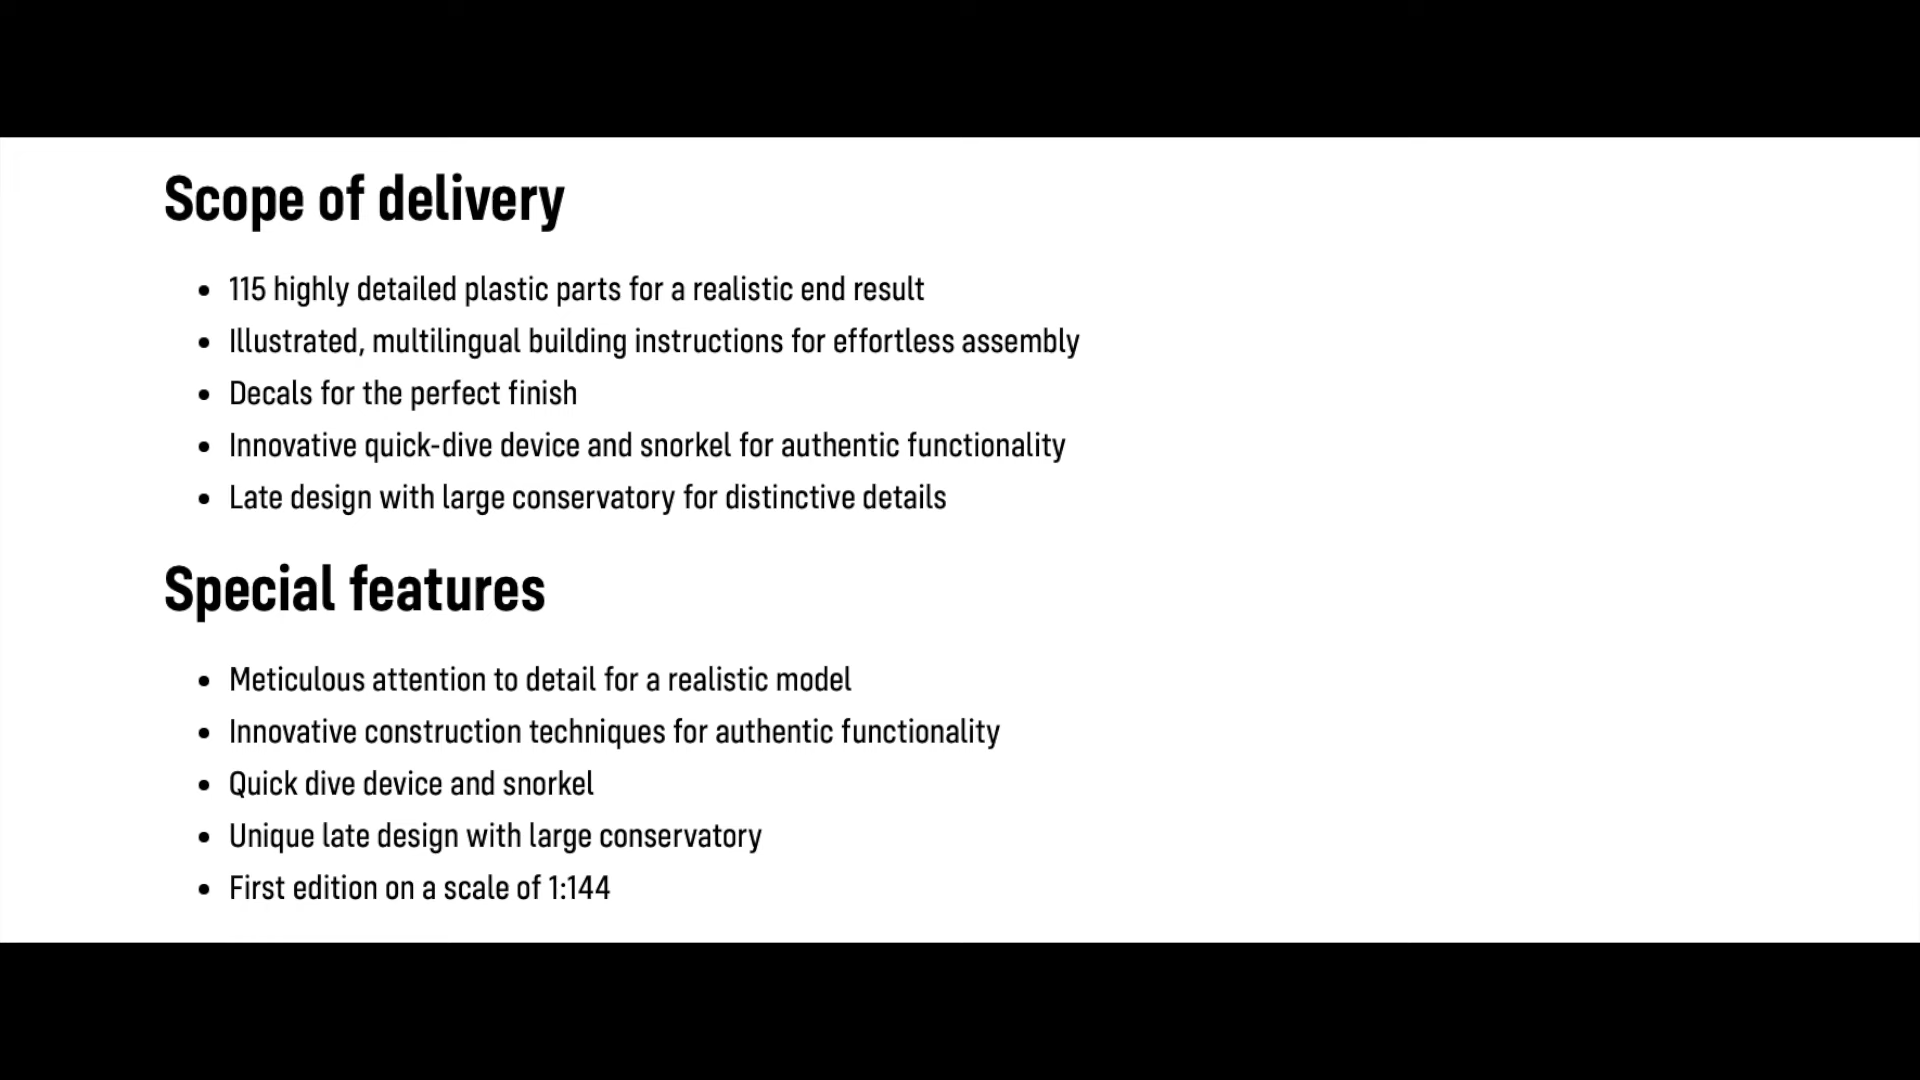 Scope of delivery
115 highly detailed plastic parts for a realistic end result
Illustrated, multilingual building instructions for effortless assembly
Decals for the perfect finish
Innovative quick-dive device and snorkel for authentic functionality
Late design with large conservatory for distinctive details
Special features
Meticulous attention to detail for a realistic model
Innovative construction techniques for authentic functionality
Quick dive device and snorkel
Unique late design with large conservatory
First edition on a scale of 1:144